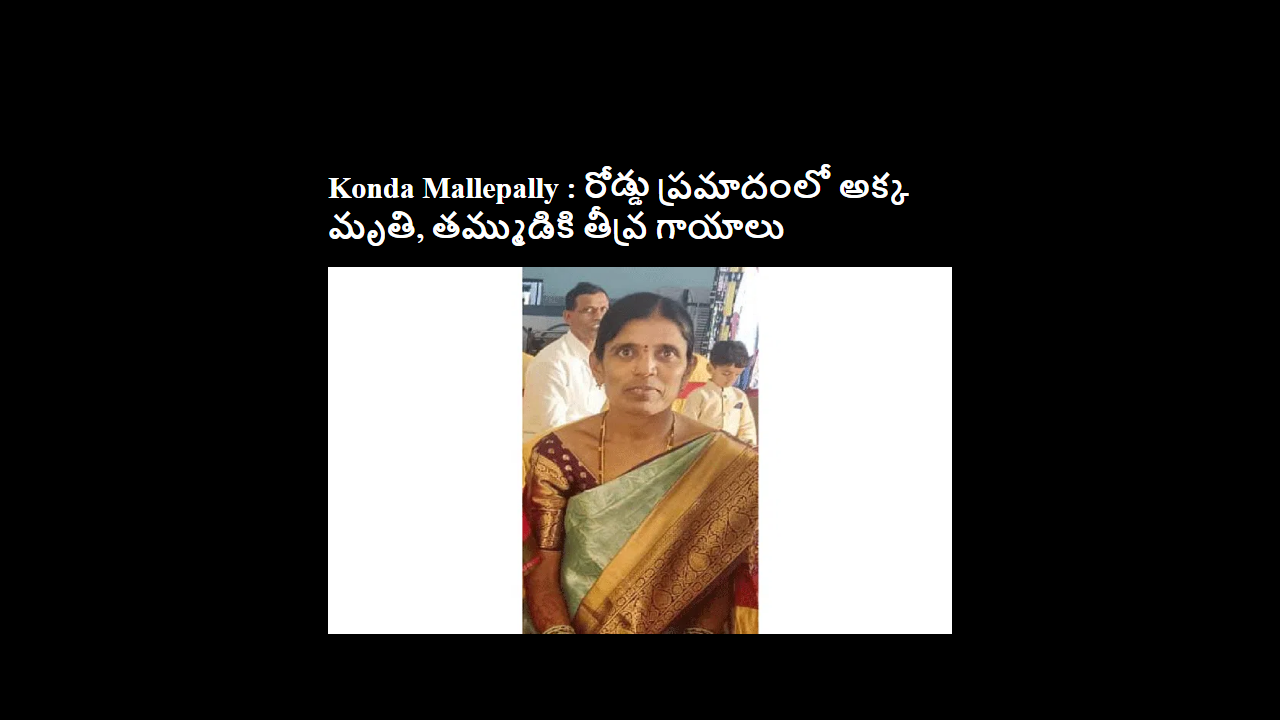 Konda Mallepally : రోడ్డు ప్రమాదంలో అక్క
మృతి, తమ్ముడికి తీవ్ర గాయాలు